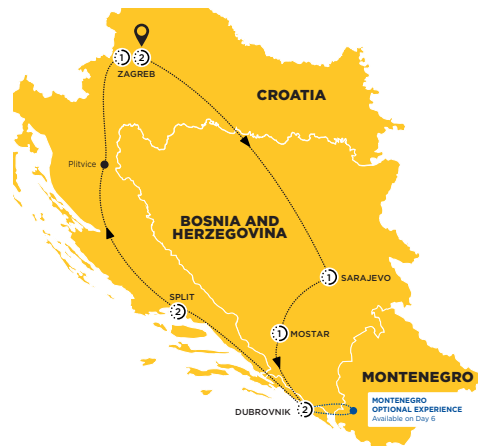 1
2
ZAGREB
CROATIA
Plitvice
BOSNIA AND
HERZEGOVINA
1
SARAJEVO
SPLIT
2
1
MOSTAR
MONTENEGRO
DUBROVNIK
2
MONTENEGRO
OPTIONAL EXPERIENCE
Available on Day 6